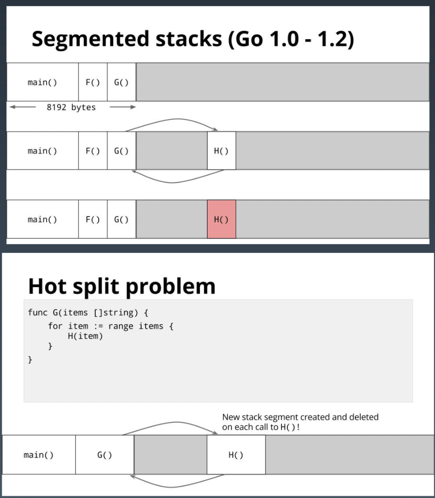 Segmented stacks (Go 1.0 - 1.2)
main() F() G()
8192 bytes
main() F() G() H()
main() F() G() H()
Hot split problem
func G(items []string) {
for item := range items {
H(item)
}
}
New stack segment created and deleted
on each call to H()!
main() G() H()